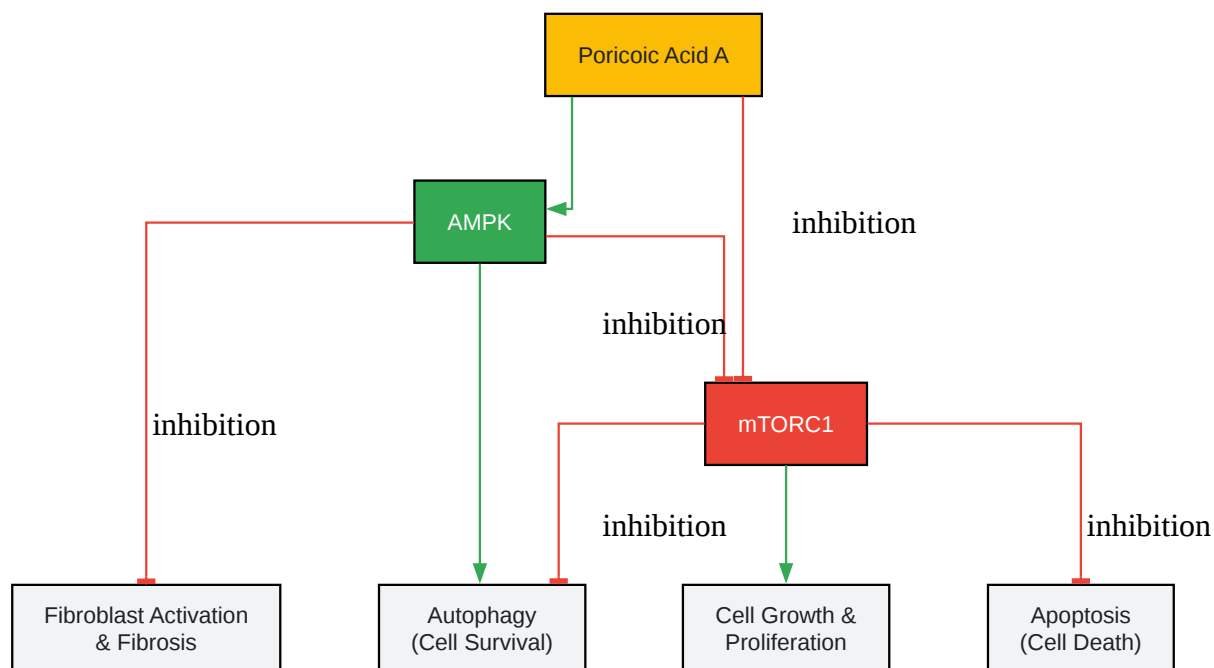 Poricoic Acid A
AMPK
inhibition
inhibition
inhibition
mTORC1
inhibition
inhibition
Fibroblast Activation
& Fibrosis
Autophagy
(Cell Survival)
Cell Growth &
Proliferation
Apoptosis
(Cell Death)